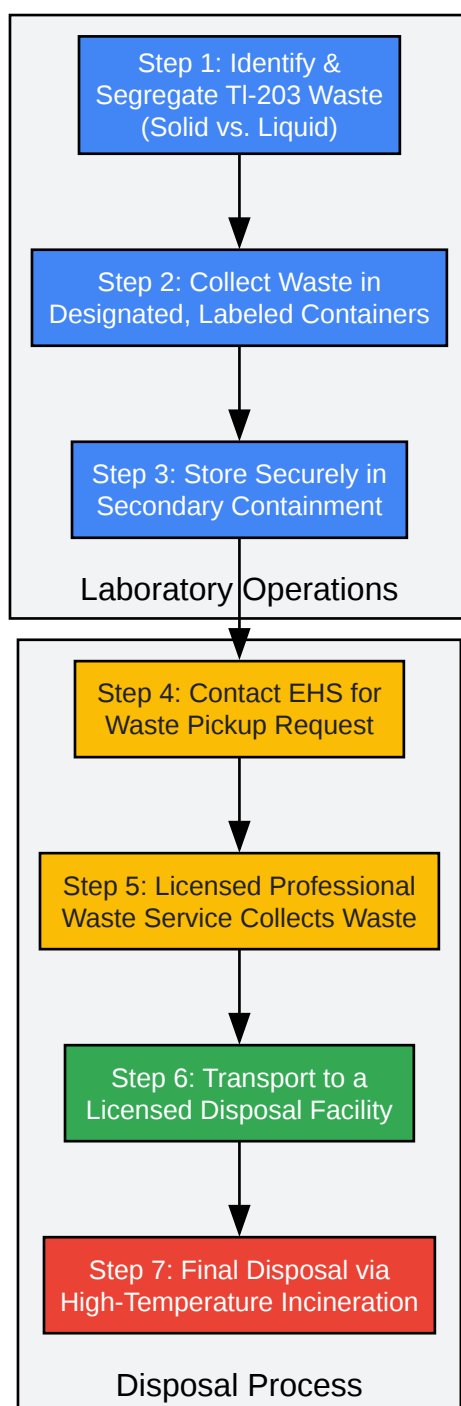 Step 1: Identify &
Segregate Tl-203 Waste
(Solid vs. Liquid)
Step 2: Collect Waste in
Designated, Labeled Containers
Step 3: Store Securely in
Secondary Containment
Laboratory Operations
Step 4: Contact EHS for
Waste Pickup Request
Step 5: Licensed Professional
Waste Service Collects Waste
Step 6: Transport to a
Licensed Disposal Facility
Step 7: Final Disposal via
High-Temperature Incineration
Disposal Process